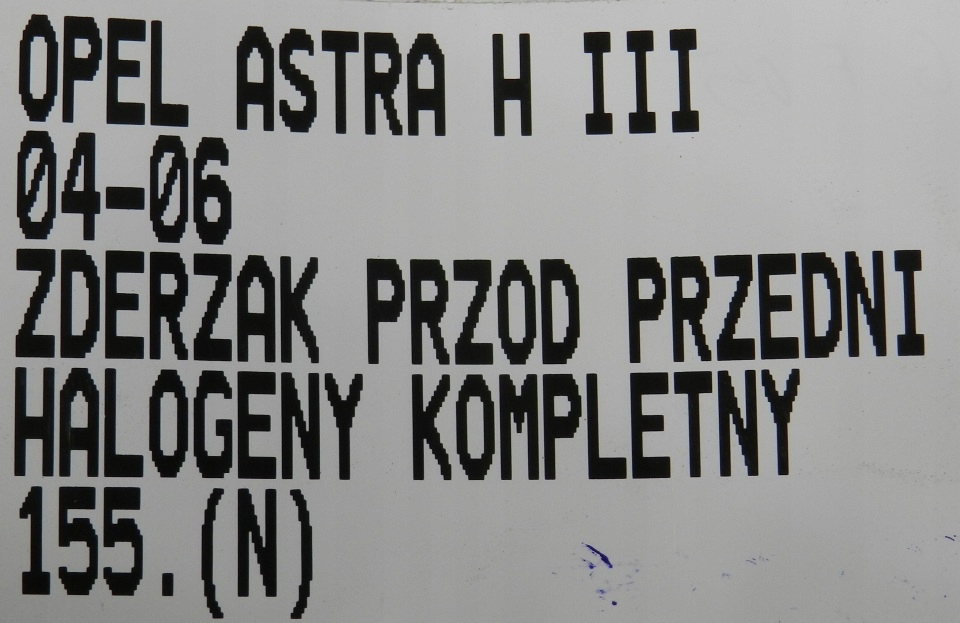 OPEL ASTRA H III
04-06
ZDERZAK PRZOD PRZEDNI
HALOGENY KOMPLETNY
155.(N)